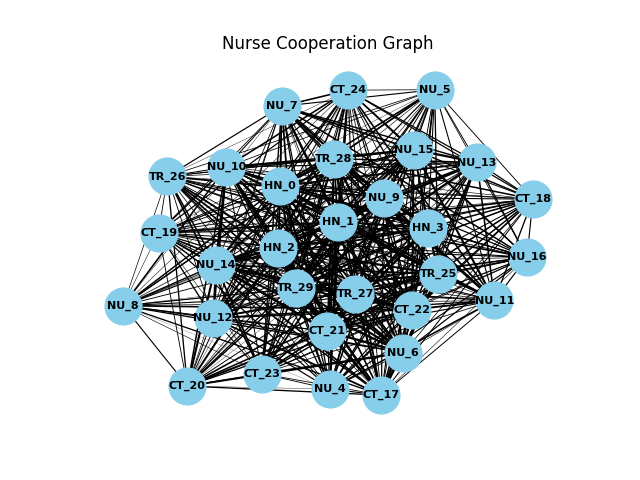 Nurse Cooperation Graph
CT_24
NU_5
NU_7
NU_15
TR_28
NU_13
NU_10
TR_26
HN_0
NU_9
CT_18
HN_1
HN_3
CT_19
HN_2
NU_16
NU_14
TR_25
TR_29
TR_27
NU_11
NU_8
CT_22
NU_12
CT_21
NU_6
CT_23
CT_20
NU_4
CT_17